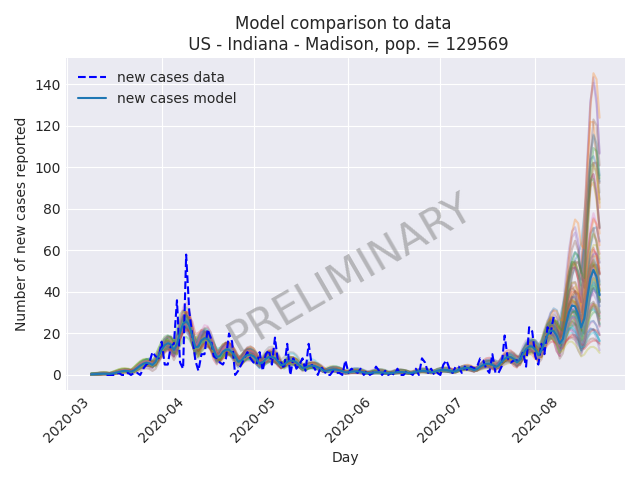 Model comparison to data
US - Indiana - Madison, pop. = 129569
new cases data
new cases model
PRELIMINARY
Number of new cases reported
140
120
100
80
60
40
20
0
2020-03
2020-04
2020-05
2020-06
2020-07
2020-08
Day